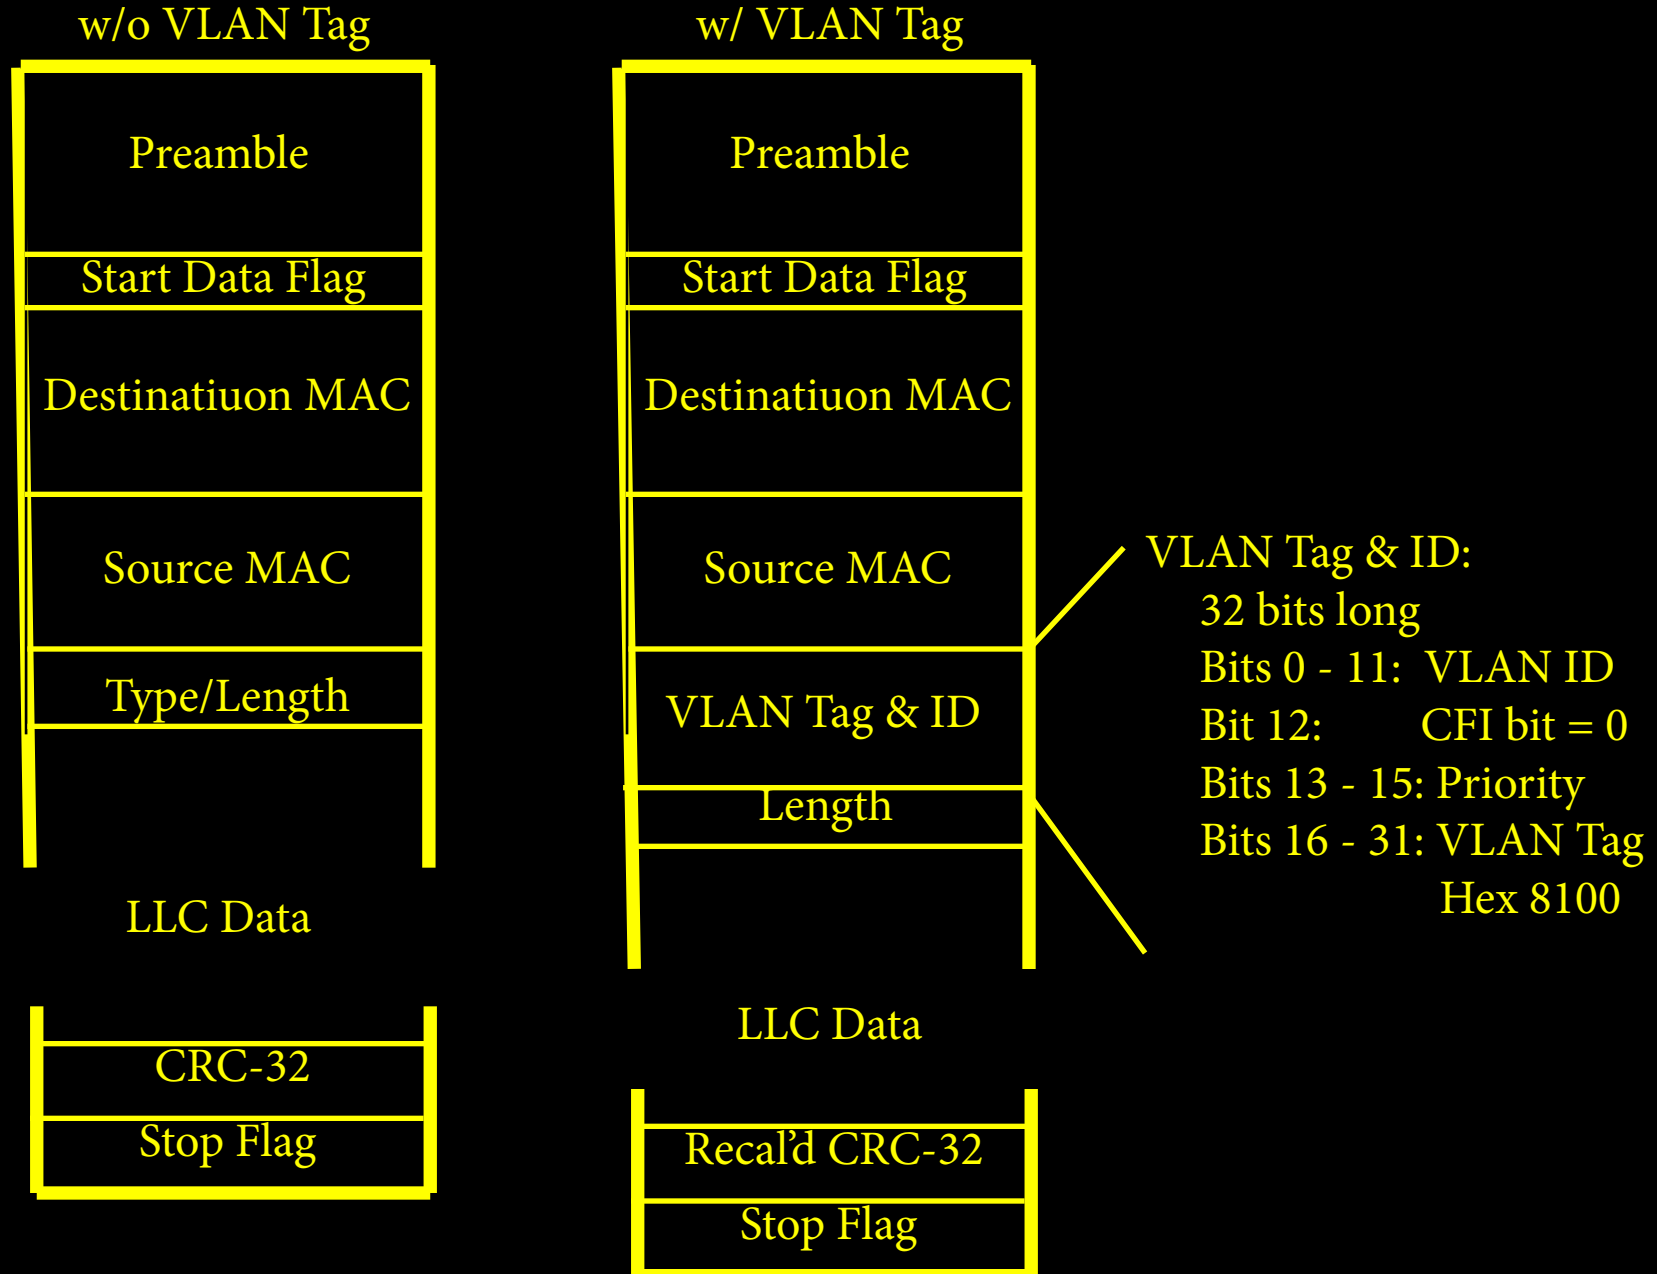 w/o VLAN Tag
Preamble
Start Data Flag
Destinatiuon MAC
Source MAC
Type/Length
LLC Data
CRC-32
Stop Flag
w/ VLAN Tag
Preamble
Start Data Flag
Destinatiuon MAC
Source MAC
VLAN Tag & ID
Length
LLC Data
Recal'd CRC-32
Stop Flag
VLAN Tag & ID:
32 bits long
Bits 0 - 11: VLAN ID
Bit 12: CFI bit = 0
Bits 13 - 15: Priority
Bits 16 - 31: VLAN Tag
Hex 8100